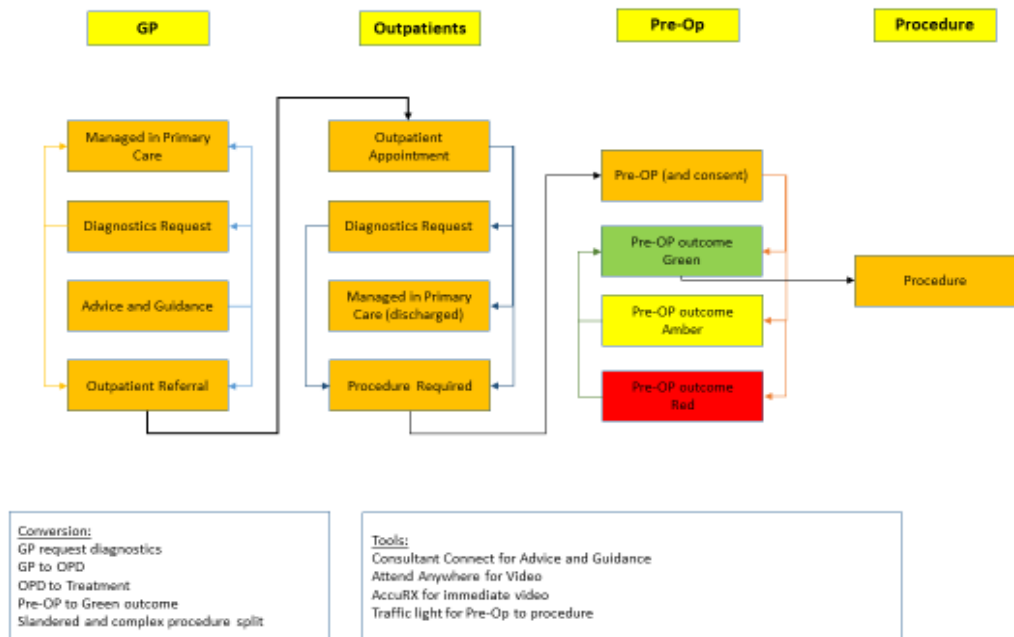 GP
Outpatients
Pre-Op
Procedure
Managed in Primary
Care
Diagnostics Request
Advice and Guidance
Outpatient Referral
Outpatient
Appointment
Diagnostics Request
Managed in Primary
Care (discharged)
Procedure Required
Pre-OP (and consent)
Pre-OP outcome
Green
Pre-OP outcome
Amber
Pre-OP outcome
Red
Procedure
Conversion:
GP request diagnostics
GP to OPD
OPD to Treatment
Pre-OP to Green outcome
Slandered and complex procedure split
Tools:
Consultant Connect for Advice and Guidance
Attend Anywhere for Video
AccuRX for immediate video
Traffic light for Pre-Op to procedure